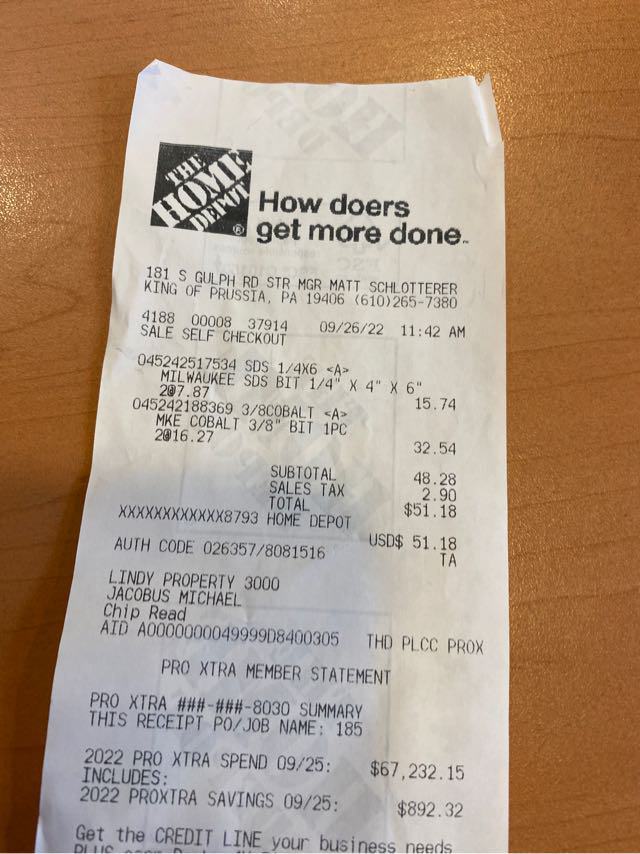 THE
HOME
DEPOT
®
How doers
get more done.™
181 S GULPH RD STR MGR MATT SCHLOTTERER
KING OF PRUSSIA, PA 19406 (610)265-7380
4188 00008 37914 09/26/22 11:42 AM
SALE SELF CHECKOUT
045242517534 SDS 1/4X6 <A>
MILWAUKEE SDS BIT 1/4" X 4" X 6"
2@7.87 15.74
045242188369 3/8COBALT <A>
MKE COBALT 3/8" BIT 1PC
2@16.27 32.54
SUBTOTAL 48.28
SALES TAX 2.90
TOTAL $51.18
XXXXXXXXXXXX8793 HOME DEPOT
USD$ 51.18
AUTH CODE 026357/8081516 TA
LINDY PROPERTY 3000
JACOBUS MICHAEL
Chip Read
AID A0000000049999D8400305 THD PLCC PROX
PRO XTRA MEMBER STATEMENT
PRO XTRA ###-###-8030 SUMMARY
THIS RECEIPT PO/JOB NAME: 185
2022 PRO XTRA SPEND 09/25: $67,232.15
INCLUDES:
2022 PROXTRA SAVINGS 09/25: $892.32
Get the CREDIT LINE your business needs
PLUS